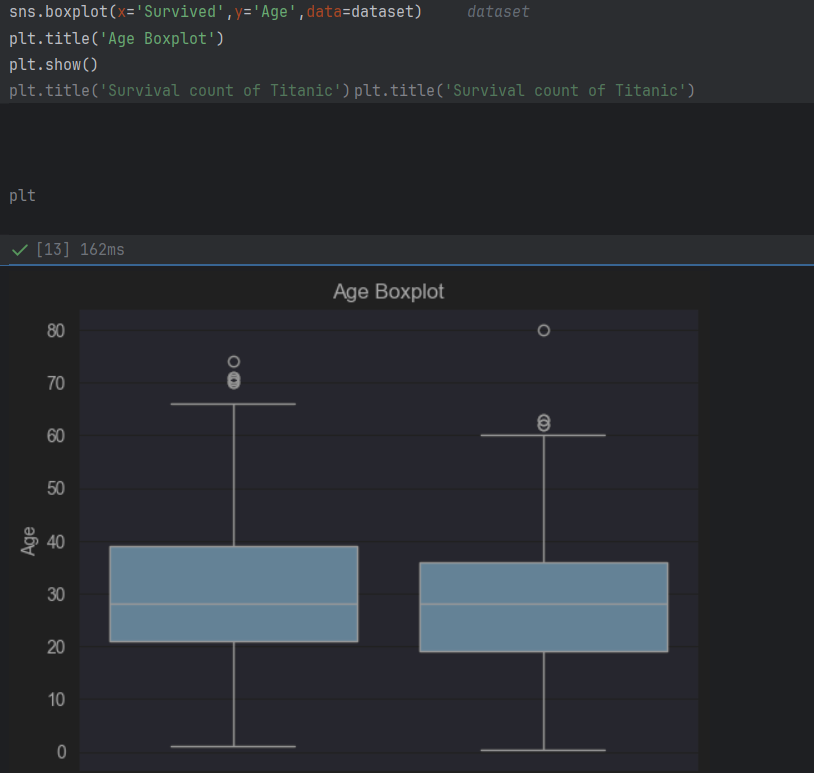 sns.boxplot(x='Survived',y='Age',data=dataset) dataset
plt.title('Age Boxplot')
plt.show()
plt.title('Survival count of Titanic')plt.title('Survival count of Titanic')
plt
[13] 162ms
Age Boxplot
80
70
60
50
40
30
20
10
0
Age